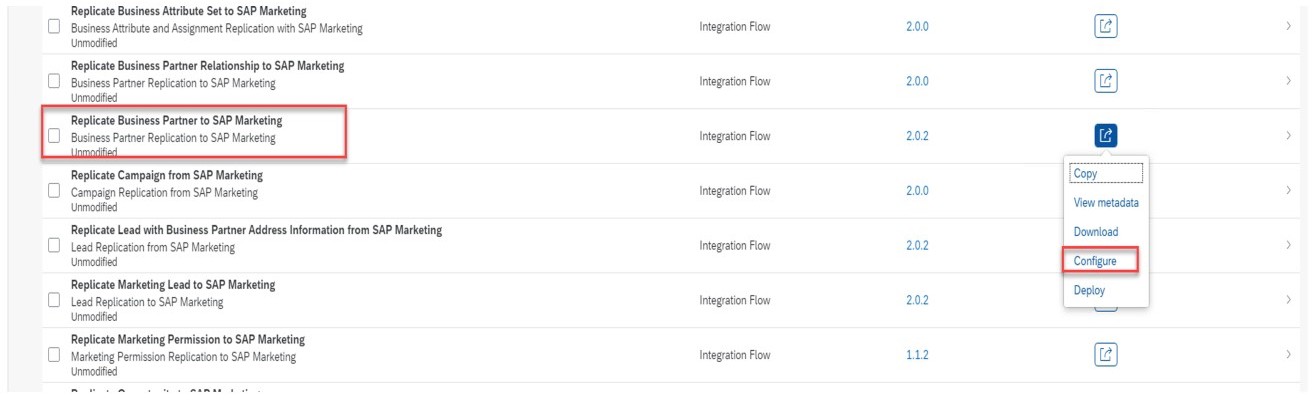 Replicate Business Attribute Set to SAP Marketing
Business Attribute and Assignment Replication with SAP Marketing
Unmodified
Integration Flow
2.0.0
Replicate Business Partner Relationship to SAP Marketing
Business Partner Replication to SAP Marketing
Unmodified
Integration Flow
2.0.0
Replicate Business Partner to SAP Marketing
Business Partner Replication to SAP Marketing
Unmodified
Integration Flow
2.0.2
Copy
View metadata
Download
Configure
Deploy
Replicate Campaign from SAP Marketing
Campaign Replication from SAP Marketing
Unmodified
Integration Flow
2.0.0
Replicate Lead with Business Partner Address Information from SAP Marketing
Lead Replication from SAP Marketing
Unmodified
Integration Flow
2.0.2
Replicate Marketing Lead to SAP Marketing
Lead Replication to SAP Marketing
Unmodified
Integration Flow
2.0.2
Replicate Marketing Permission to SAP Marketing
Marketing Permission Replication to SAP Marketing
Unmodified
Integration Flow
1.1.2